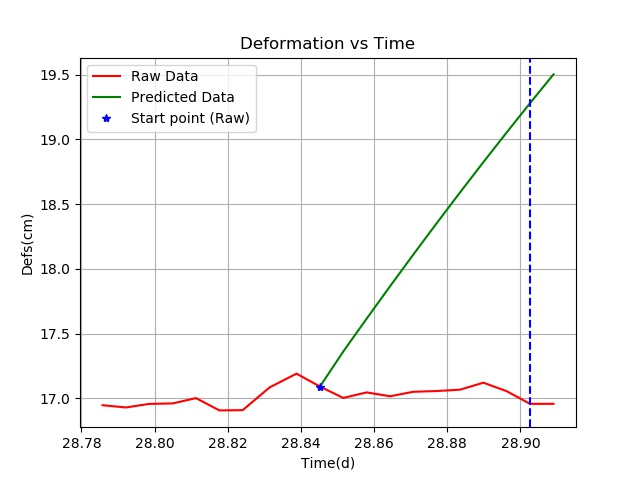 Deformation vs Time
Raw Data
Predicted Data
Start point (Raw)
Defs(cm)
19.5
19.0
18.5
18.0
17.5
17.0
28.78 28.80 28.82 28.84 28.86 28.88 28.90
Time(d)